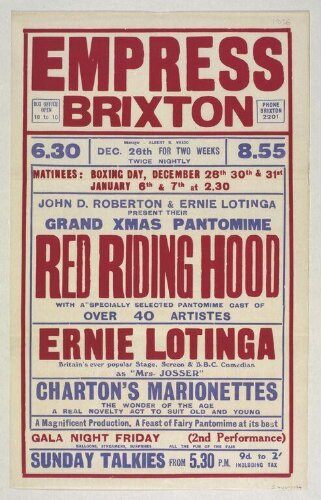 EMPRESS
BOX OFFICE OPEN 10 to 10
BRIXTON
PHONE BRIXTON 2201
6.30
Manager - ALBERT E.
DEC. 26th FOR TWO WEEKS
TWICE NIGHTLY
8.55
MATINEES: BOXING DAY, DECEMBER 28th 30th & 31st
JANUARY 6th & 7th at 2.30
JOHN D. ROBERTON & ERNIE LOTINGA
PRESENT THEIR
GRAND XMAS PANTOMIME
RED RIDING HOOD
WITH A SPECIALLY SELECTED PANTOMIME CAST OF
OVER 40 ARTISTES
ERNIE LOTINGA
Britain's ever popular Stage, Screen & B.B.C. Comedian
as "Mrs. JOSSER"
CHARTON'S MARIONETTES
THE WONDER OF THE AGE
A REAL NOVELTY ACT TO SUIT OLD AND YOUNG
A Magnificent Production, A Feast of Fairy Pantomime at its best
GALA NIGHT FRIDAY (2nd Performance)
BALLOONS, STREAMERS, SURPRISES ALL THE FUN OF THE FAIR
SUNDAY TALKIES FROM 5.30 P.M. 9d to 2'
INCLUDING TAX